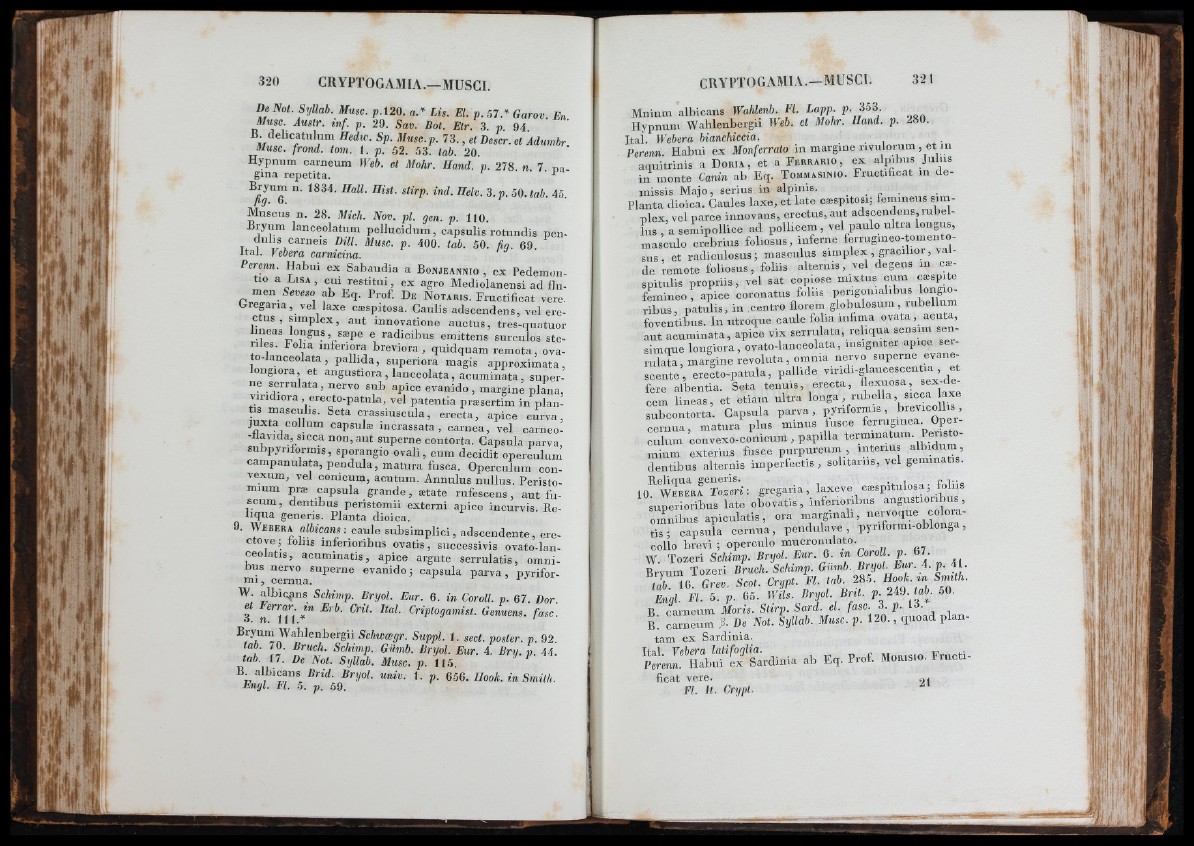 320 CRYPTOGAMIA.—MUSCI.
De Not. Syllab. Musc. p.120. a.* Lis. El. p.57.* Garov. En.
Musc. Austr. inf. p. 29. Sav. Bot. Etr. 3. p. 94.
B. delicatulum Hedw. Sp. Musc. p. 73., et Descr. et Adumbr.
Musc. frond. tom. 1. p. 52. 53. tab. 20.
Hypnum carneum Web. et Mohr. Hand. p. 278. n. 7. pa-
gina repetita.
Bryum n. 1834. Hall. Hist. stirp. ind. Helv. 3. p. 50. tab. 45.
fig. 6.
Muscus n. 28. Mich. Nov. pl. gen. p. 110.
Bryum lanceolatum pellucidum, capsulis rotundis pen-
dulis carneis Dill. Musc. p. 400. tab. 50. fig. 69.
Ital. Vebera carnicina.
Perenn. Habui ex Sabaudia a BONJEANNIO, ex Pedemon-
tio a LISA, cui restitui, ex agro Mediolanensi ad flu-
men Seveso ab Eq. Prof. DE NOTARIS. Fructificat vere.
Gregaria, vel laxe cæspitosa. Caulis adscendens, vel ere-
ctus, simplex, aut innovatione auctus, tres-quatuor
lineas longus, sæpe e radicibus emittens surculos ste-
riles. Folia inferiora breviora, quidquam remota, ova-
to-lanceolata, pallida, superiora magis approximata,
longiora, et angustiora, lanceolata, acuminata, super-
ne serrulata, nervo sub apice evanido, margine plana,
viridiora, erecto-patula, vel patentia præsertim in plan-
tis masculis. Seta crassiuscula, erecta, apice curva,
juxta collum capsulæ incrassata, carnea, vel carneo-
-flavida, sicca non, aut superne contorta. Capsula parva,
subpyriformis, sporangio ovali, cum decidit operculum
campanulata, pendula, matura fusca. Operculum con-
vexum, vel conicum, acutum. Annulus nullus. Peristo-
mium præ capsula grande, ætate rufescens, aut fu-
scum, dentibus peristomii externi apice incurvis. Re-
liqua generis. Planta dioica.
9. WEBERA albicans: caule subsimplici, adscendente, ere-
ctove; foliis inferioribus ovatis, successivis ovato-lan-
ceolatis, acuminatis, apice argute serrulatis, omni-
bus nervo superne evanido; capsula parva, pyrifor-
mi, cernua.
W. albicans Schimp. Bryol. Eur. 6. in Coroll. p. 67. Dor.
et Ferrar. in Erb. Crit. Ital. Criptogamist. Genuens. fasc.
3. n. 111.*
Bryum Wahlenbergii Schwægr. Suppl. 1. sect. poster. p. 92.
tab. 70. Bruch. Schimp. Gümb. Bryol. Eur. 4. Bry. p. 44.
tab. 17. De Not. Syllab. Musc. p. 115.
B. albicans Brid. Bryol. univ. 1. p. 656. Hook. in Smith.
Engl. Fl. 5. p. 59.
CRYPTOGAMIA.—MUSCI. 321
Mnium albicans Wahlenb. Fl. Lapp. p. 353.
Hypnum Wahlenbergii Web. et Mohr. Hand. p. 280.
Ital. Webera bianchiccia.
Perenn. Habui ex Monferrato in margine rivulorum, et in
aquitrinis a DORIA, et a FERRARIO, ex alpibus Juliis
in monte Canin ab Eq. TOMMASINIO. Fructificat in de-
missis Majo, serius in alpinis.
Planta dioica. Caules laxe, et late cæspitosi; femineus sim-
plex, vel parce innovans, erectus, aut adscendens, rubel-
lus, a semipollice ad pollicem, vel paulo ultra longus,
masculo crebrius foliosus, inferne ferrugineo-tomento-
sus, et radiculosus; masculus simplex, gracilior, val-
de remote foliosus, foliis alternis, vel degens in cæ-
spitulis propriis, vel sat copiose mixtus cum cæspite
femineo, apice coronatus foliis perigonialibus longio-
ribus, patulis, in centro florem globulosum, rubellum
foventibus. In utroque caule folia infima ovata, acuta,
aut acuminata, apice vix serrulata, reliqua sensim sen-
simque longiora, ovato-lanceolata, insigniter apice ser-
rulata, margine revoluta, omnia nervo superne evane-
scente, erecto-patula, pallide viridi-glaucescentia, et
fere albentia. Seta tenuis, erecta, flexuosa, sex-de-
cem lineas, et etiam ultra longa, rubella, sicca laxe
subcontorta. Capsula parva, pyriformis, brevicollis,
cernua, matura plus minus fusce ferruginea. Oper-
culum convexo-conicum, papilla terminatum. Peristo-
mium exterius fusce purpureum, interius albidum,
dentibus alternis imperfectis, solitariis, vel geminatis.
Reliqua generis.
10. WEBERA Tozeri: gregaria, laxeve cæspitulosa; foliis
superioribus late obovatis, inferioribus angustioribus,
omnibus apiculatis, ora marginali, nervoque colora-
tis; capsula cernua, pendulave, pyriformi-oblonga,
collo brevi; operculo mucronulato.
W. Tozeri Schimp. Bryol. Eur. 6. in Coroll. p. 67.
Bryum Tozeri Bruch. Schimp. Gümb. Bryol. Eur. 4. p. 41.
tab. 16. Grev. Scot. Crypt. Fl. tab. 285. Hook. in Smith.
Engl. Fl. 5. p. 65. Wils. Bryol. Brit. p. 249. tab. 50.
B. carneum Moris. Stirp. Sard. el. fasc. 3. p. 13.*
B. carneum β. De Not. Syllab. Musc. p. 120., quoad plan-
tam ex Sardinia.
Ital. Vebera latifoglia.
Perenn. Habui ex Sardinia ab Eq. Prof. MORISIO. Fructi-
ficat vere.
Fl. It. Crypt. 21